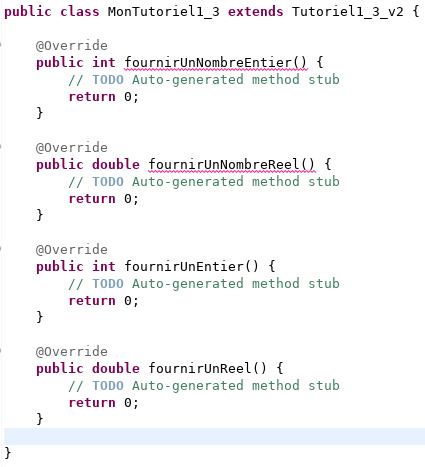 public class MonTutoriel1_3 extends Tutoriel1_3_v2 {
@Override
public int fournirUnNombreEntier() {
// TODO Auto-generated method stub
return 0;
}
@Override
public double fournirUnNombreReel() {
// TODO Auto-generated method stub
return 0;
}
@Override
public int fournirUnEntier() {
// TODO Auto-generated method stub
return 0;
}
@Override
public double fournirUnReel() {
// TODO Auto-generated method stub
return 0;
}
}